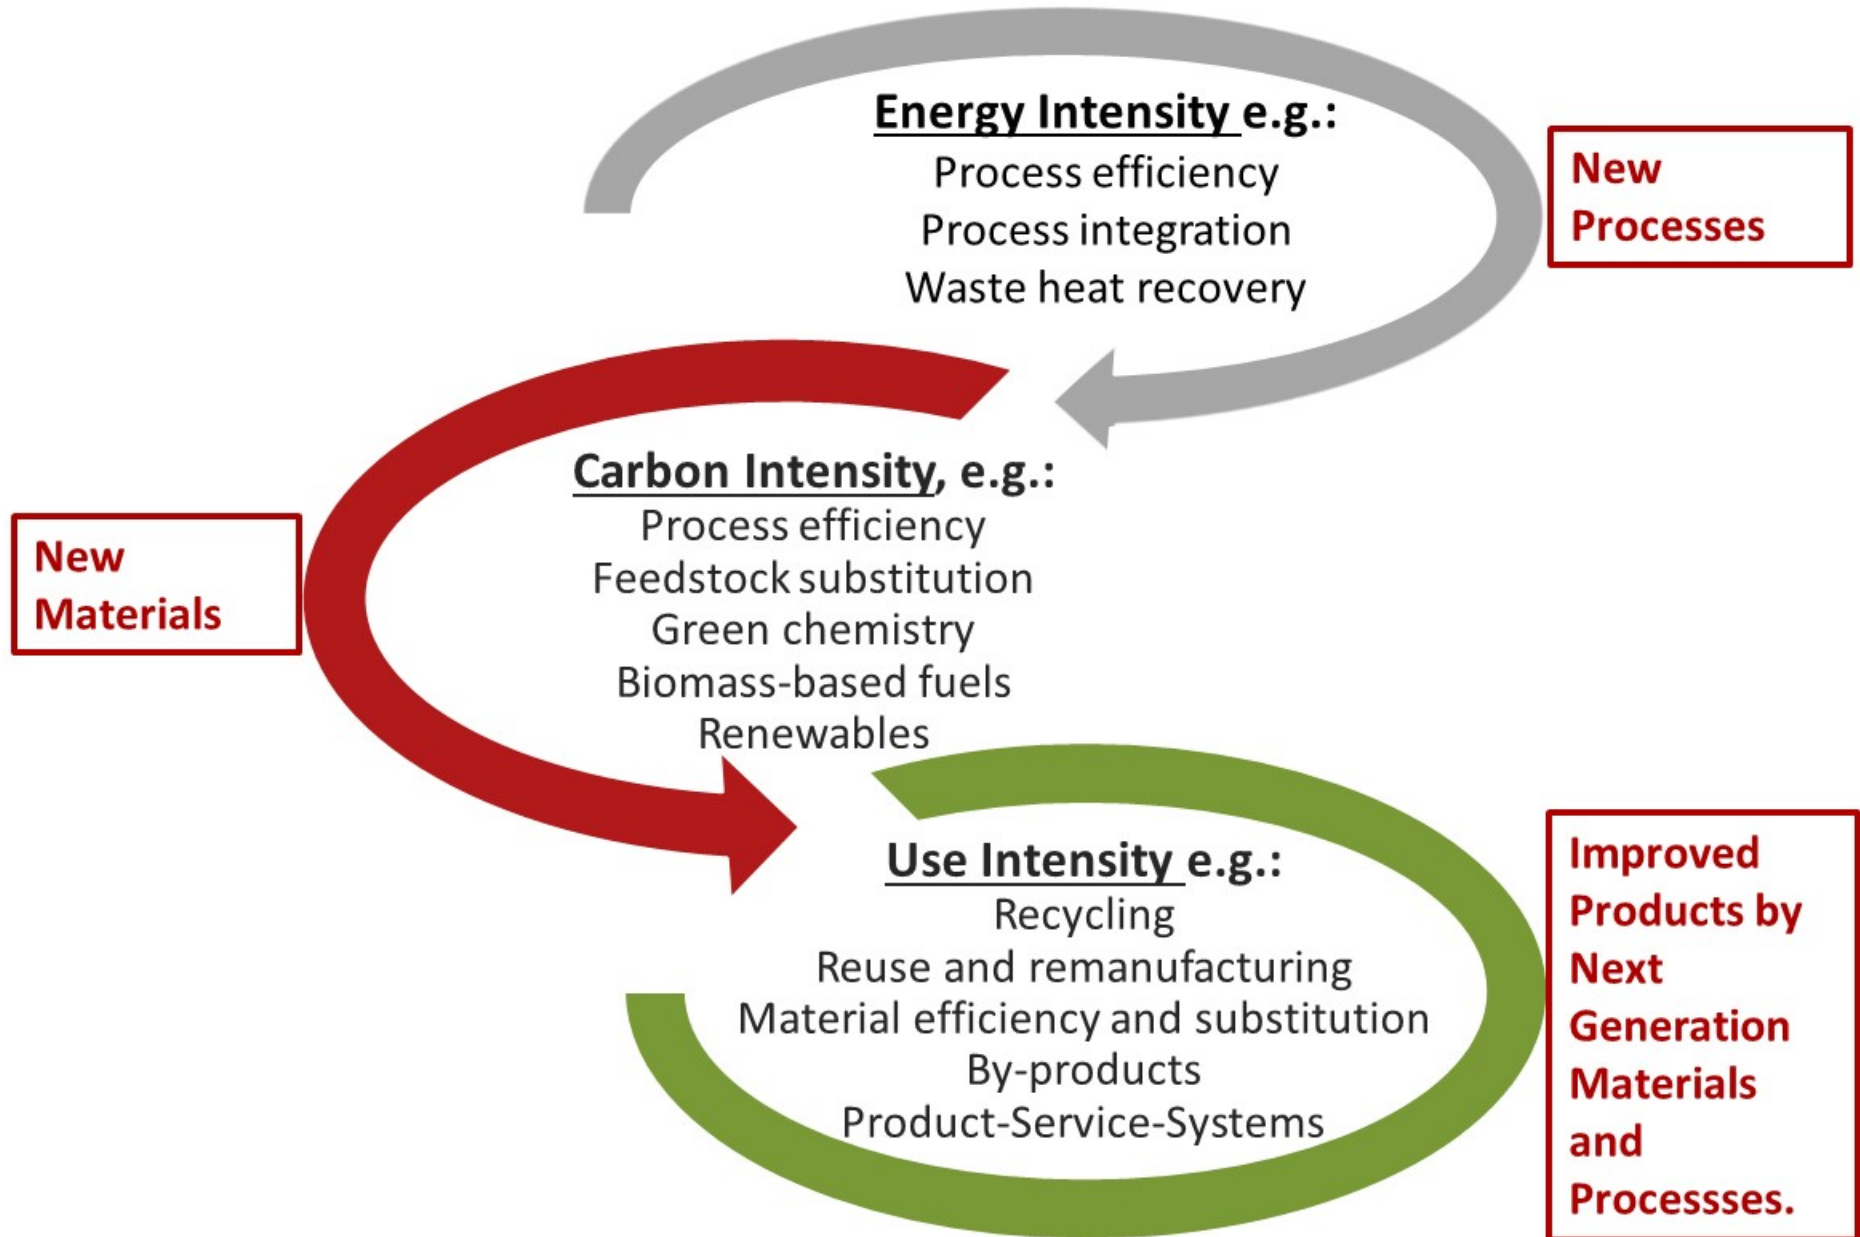 Energy Intensity e.g.:
Process efficiency
Process integration
Waste heat recovery
New
Processes
Carbon Intensity, e.g.:
Process efficiency
Feedstock substitution
Green chemistry
Biomass-based fuels
Renewables
New
Materials
Use Intensity e.g.:
Recycling
Reuse and remanufacturing
Material efficiency and substitution
By-products
Product-Service-Systems
Improved
Products by
Next
Generation
Materials
and
Processses.